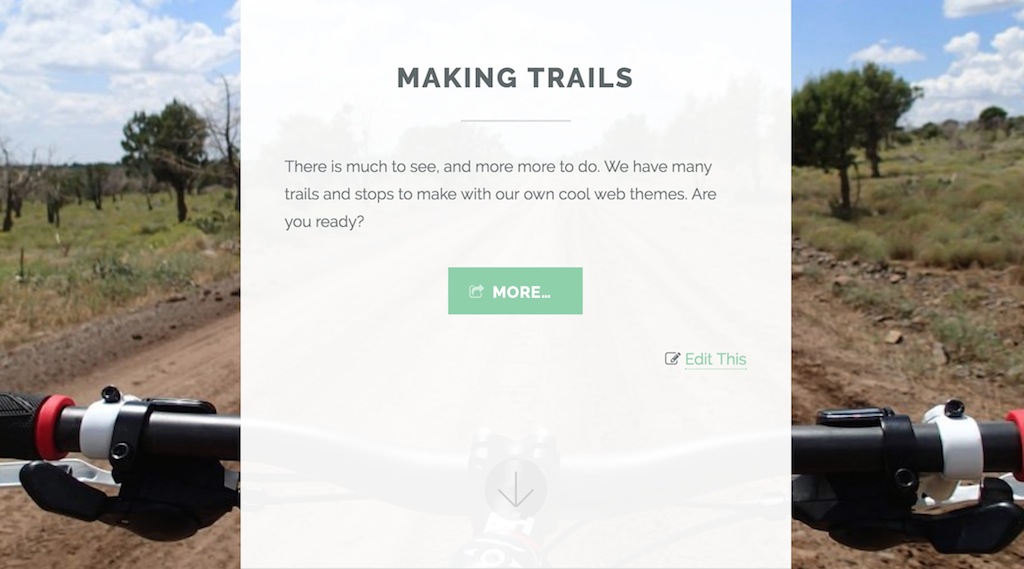 MAKING TRAILS
There is much to see, and more more to do. We have many
trails and stops to make with our own cool web themes. Are
you ready?
MORE…
Edit This